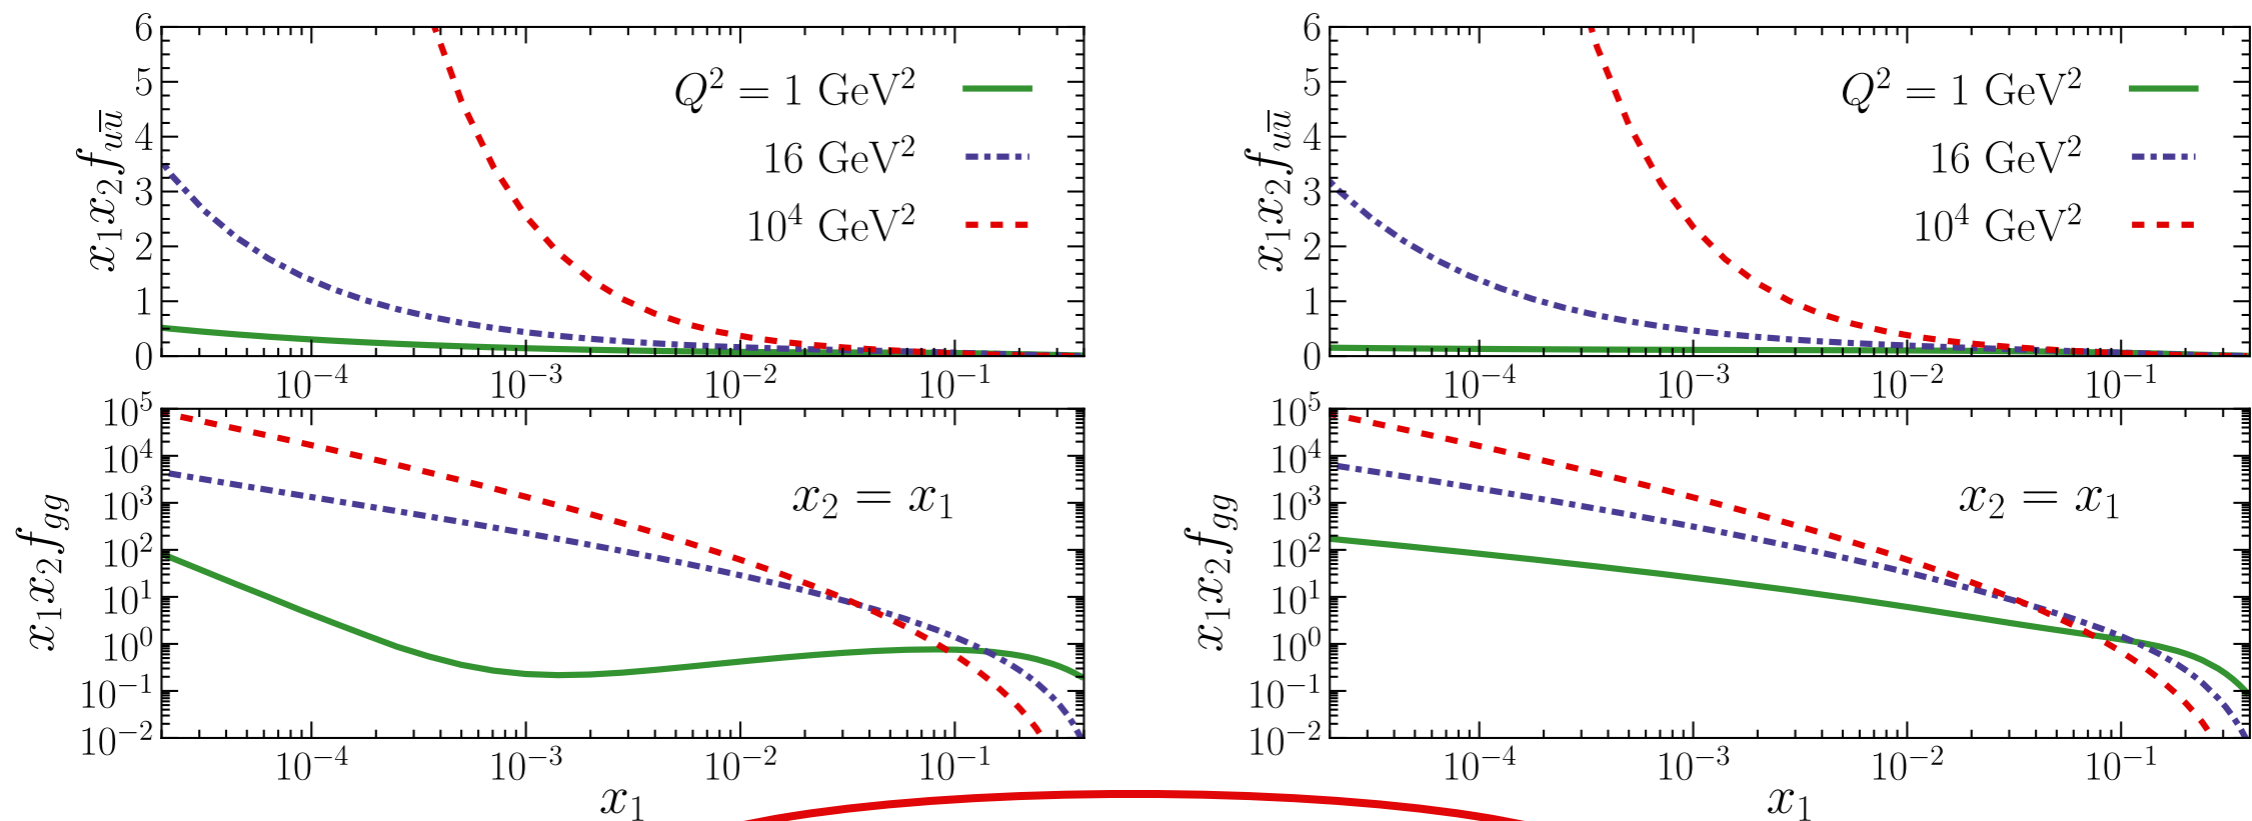 6
5
4
3
2
1
0
x₁x₂f_{uū}
Q² = 1 GeV²
16 GeV²
10⁴ GeV²
10⁻⁴ 10⁻³ 10⁻² 10⁻¹
6
5
4
3
2
1
0
x₁x₂f_{uū}
Q² = 1 GeV²
16 GeV²
10⁴ GeV²
10⁻⁴ 10⁻³ 10⁻² 10⁻¹
10⁵
10⁴
10³
10²
10¹
10⁰
10⁻¹
10⁻²
x₁x₂f_{gg}
x₂ = x₁
10⁻⁴ 10⁻³ 10⁻² 10⁻¹
x₁
10⁵
10⁴
10³
10²
10¹
10⁰
10⁻¹
10⁻²
x₁x₂f_{gg}
x₂ = x₁
10⁻⁴ 10⁻³ 10⁻² 10⁻¹
x₁